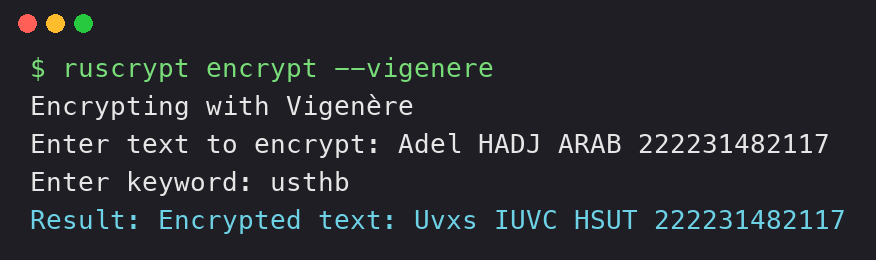 $ ruscrypt encrypt --vigenere
Encrypting with Vigenère
Enter text to encrypt: Adel HADJ ARAB 222231482117
Enter keyword: usthb
Result: Encrypted text: Uvxs IUVC HSUT 222231482117